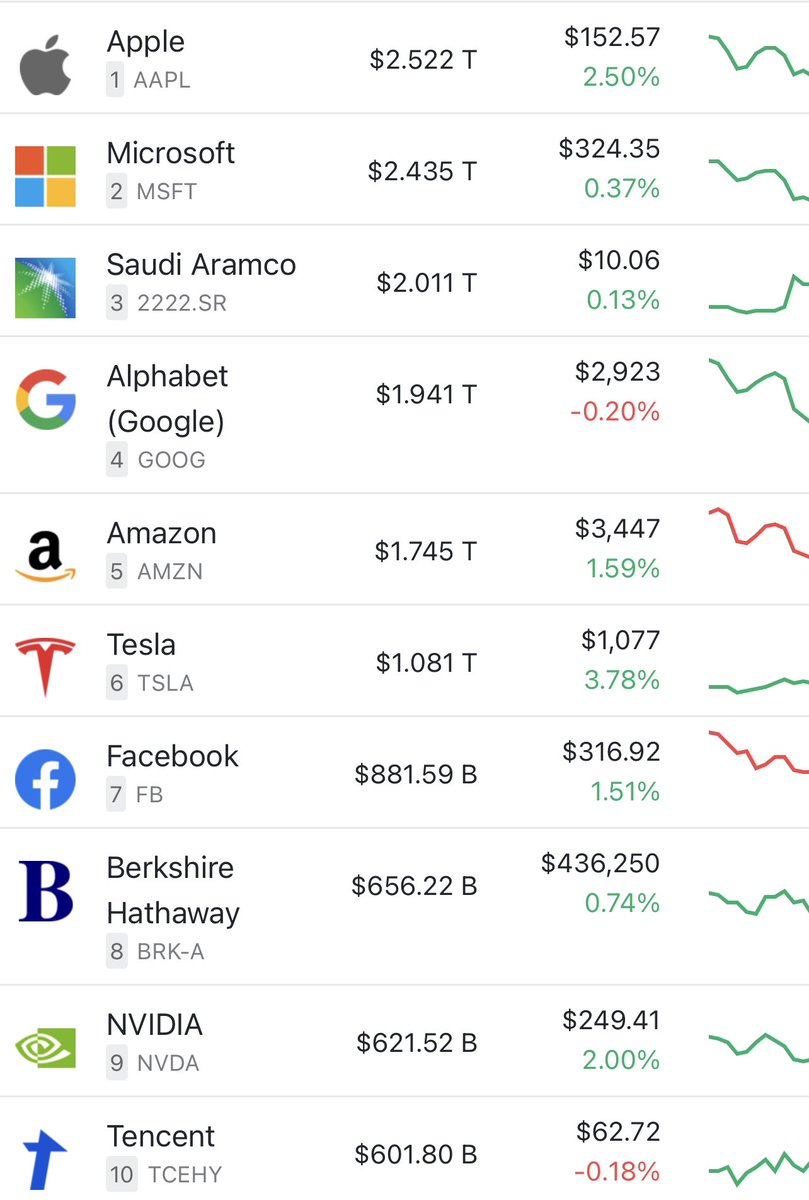 Apple
1 AAPL
$2.522 T
$152.57
2.50%
Microsoft
2 MSFT
$2.435 T
$324.35
0.37%
Saudi Aramco
3 2222.SR
$2.011 T
$10.06
0.13%
Alphabet
(Google)
4 GOOG
$1.941 T
$2,923
-0.20%
a
Amazon
5 AMZN
$1.745 T
$3,447
1.59%
Tesla
6 TSLA
$1.081 T
$1,077
3.78%
Facebook
7 FB
$881.59 B
$316.92
1.51%
B
Berkshire
Hathaway
8 BRK-A
$656.22 B
$436,250
0.74%
NVIDIA
9 NVDA
$621.52 B
$249.41
2.00%
Tencent
10 TCEHY
$601.80 B
$62.72
-0.18%